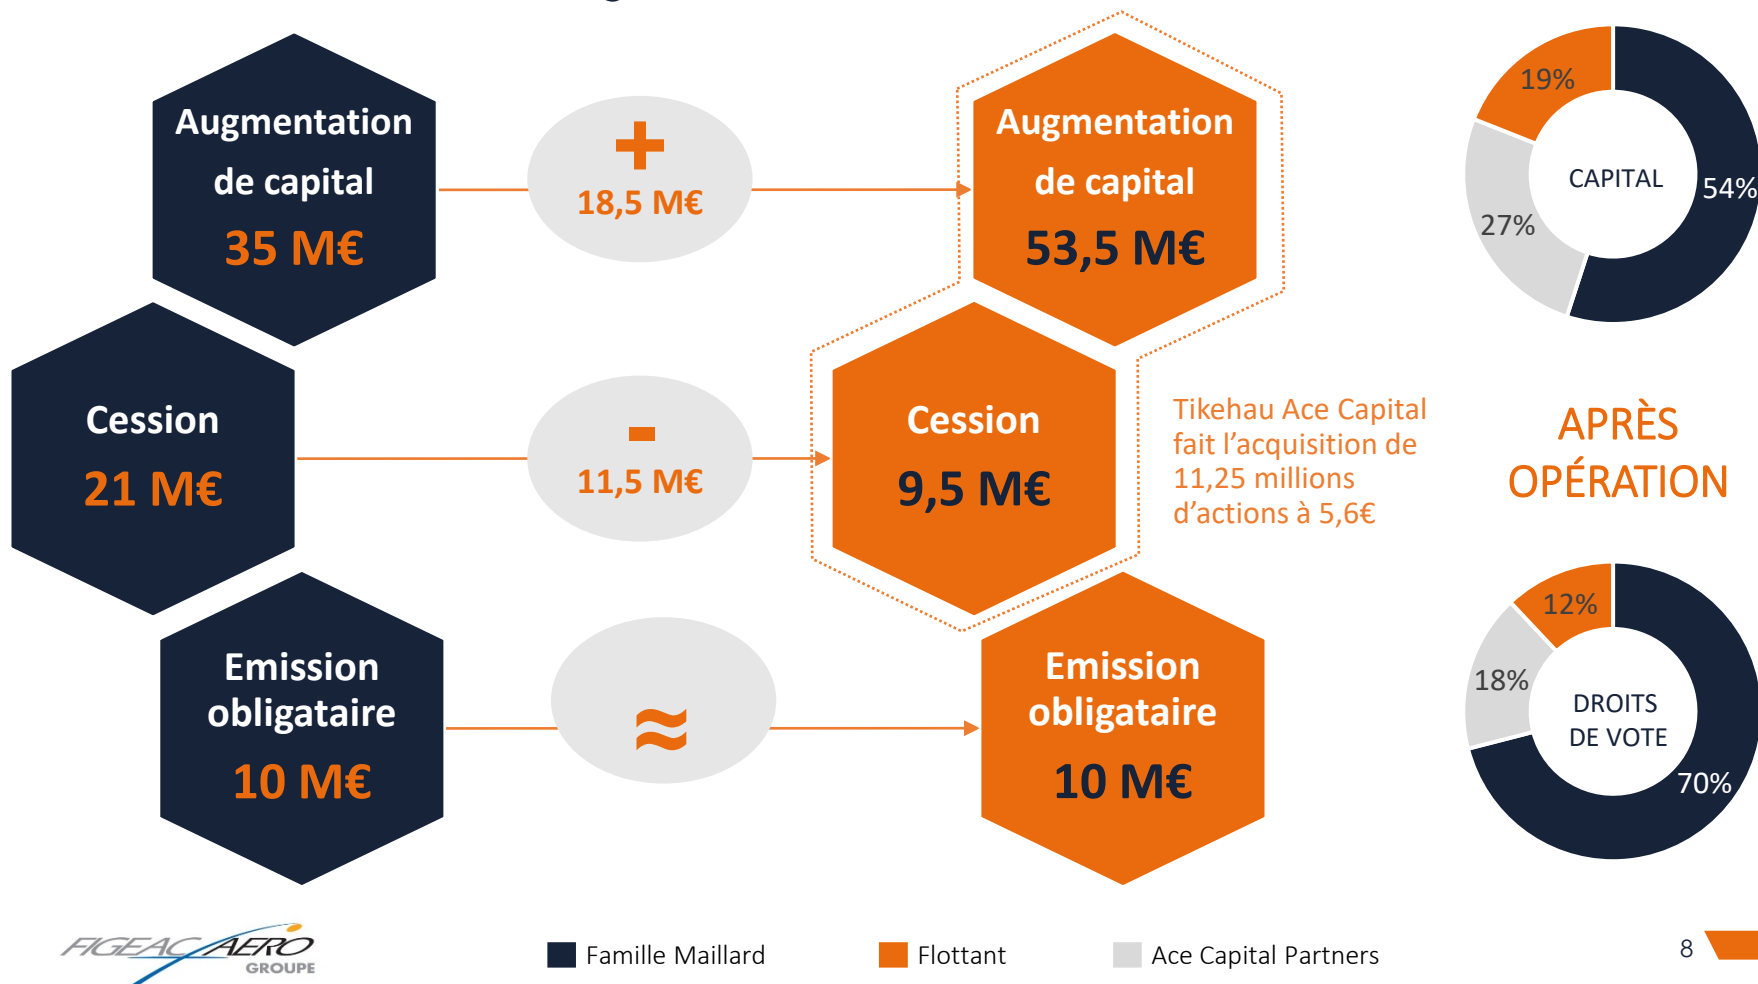 Augmentation
de capital
35 M€
+
18,5 M€
Augmentation
de capital
53,5 M€
19%
CAPITAL
54%
27%
Cession
21 M€
-
11,5 M€
Cession
9,5 M€
Tikehau Ace Capital
fait l’acquisition de
11,25 millions
d’actions à 5,6€
APRÈS
OPÉRATION
Emission
obligataire
10 M€
≈
Emission
obligataire
10 M€
12%
18%
DROITS
DE VOTE
70%
FIGEAC AERO
GROUPE
Famille Maillard
Flottant
Ace Capital Partners
8